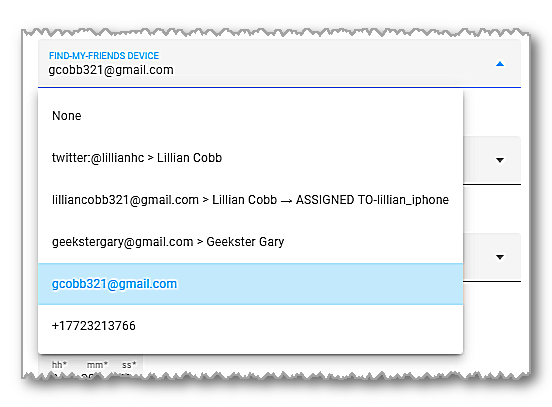 FIND-MY-FRIENDS DEVICE
gcobb321@gmail.com
None
twitter:@lillianhc > Lillian Cobb
lilliancobb321@gmail.com > Lillian Cobb → ASSIGNED TO-lillian_iphone
geekstergary@gmail.com > Geekster Gary
gcobb321@gmail.com
+17723213766
hh* mm* ss*